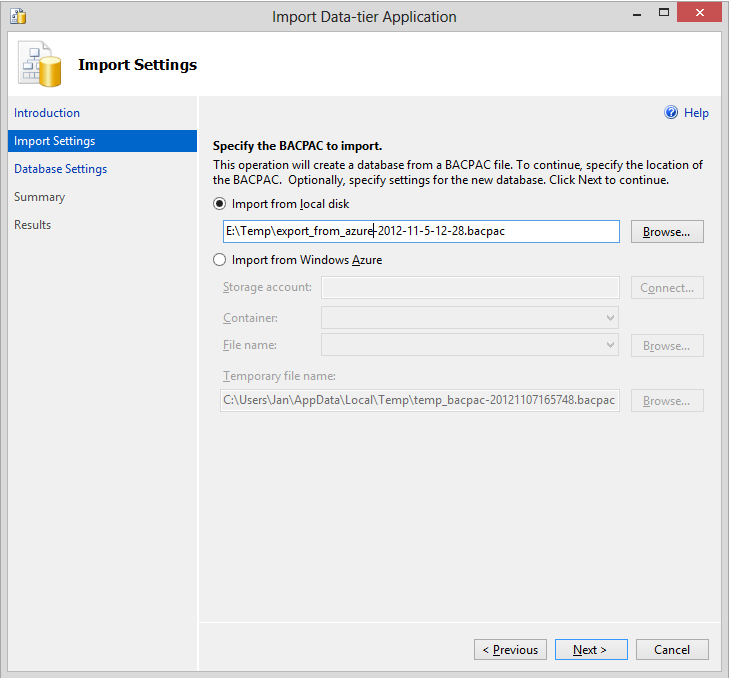 Import Data-tier Application
Import Settings
Introduction
Import Settings
Database Settings
Summary
Results
Help
Specify the BACPAC to import.
This operation will create a database from a BACPAC file. To continue, specify the location of
the BACPAC.  Optionally, specify settings for the new database. Click Next to continue.
Import from local disk
E:\Temp\export_from_azure-2012-11-5-12-28.bacpac
Browse...
Import from Windows Azure
Storage account:
Connect...
Container:
File name:
Browse...
Temporary file name:
C:\Users\Jan\AppData\Local\Temp\temp_bacpac-20121107165748.bacpac
Browse...
< Previous
Next >
Cancel